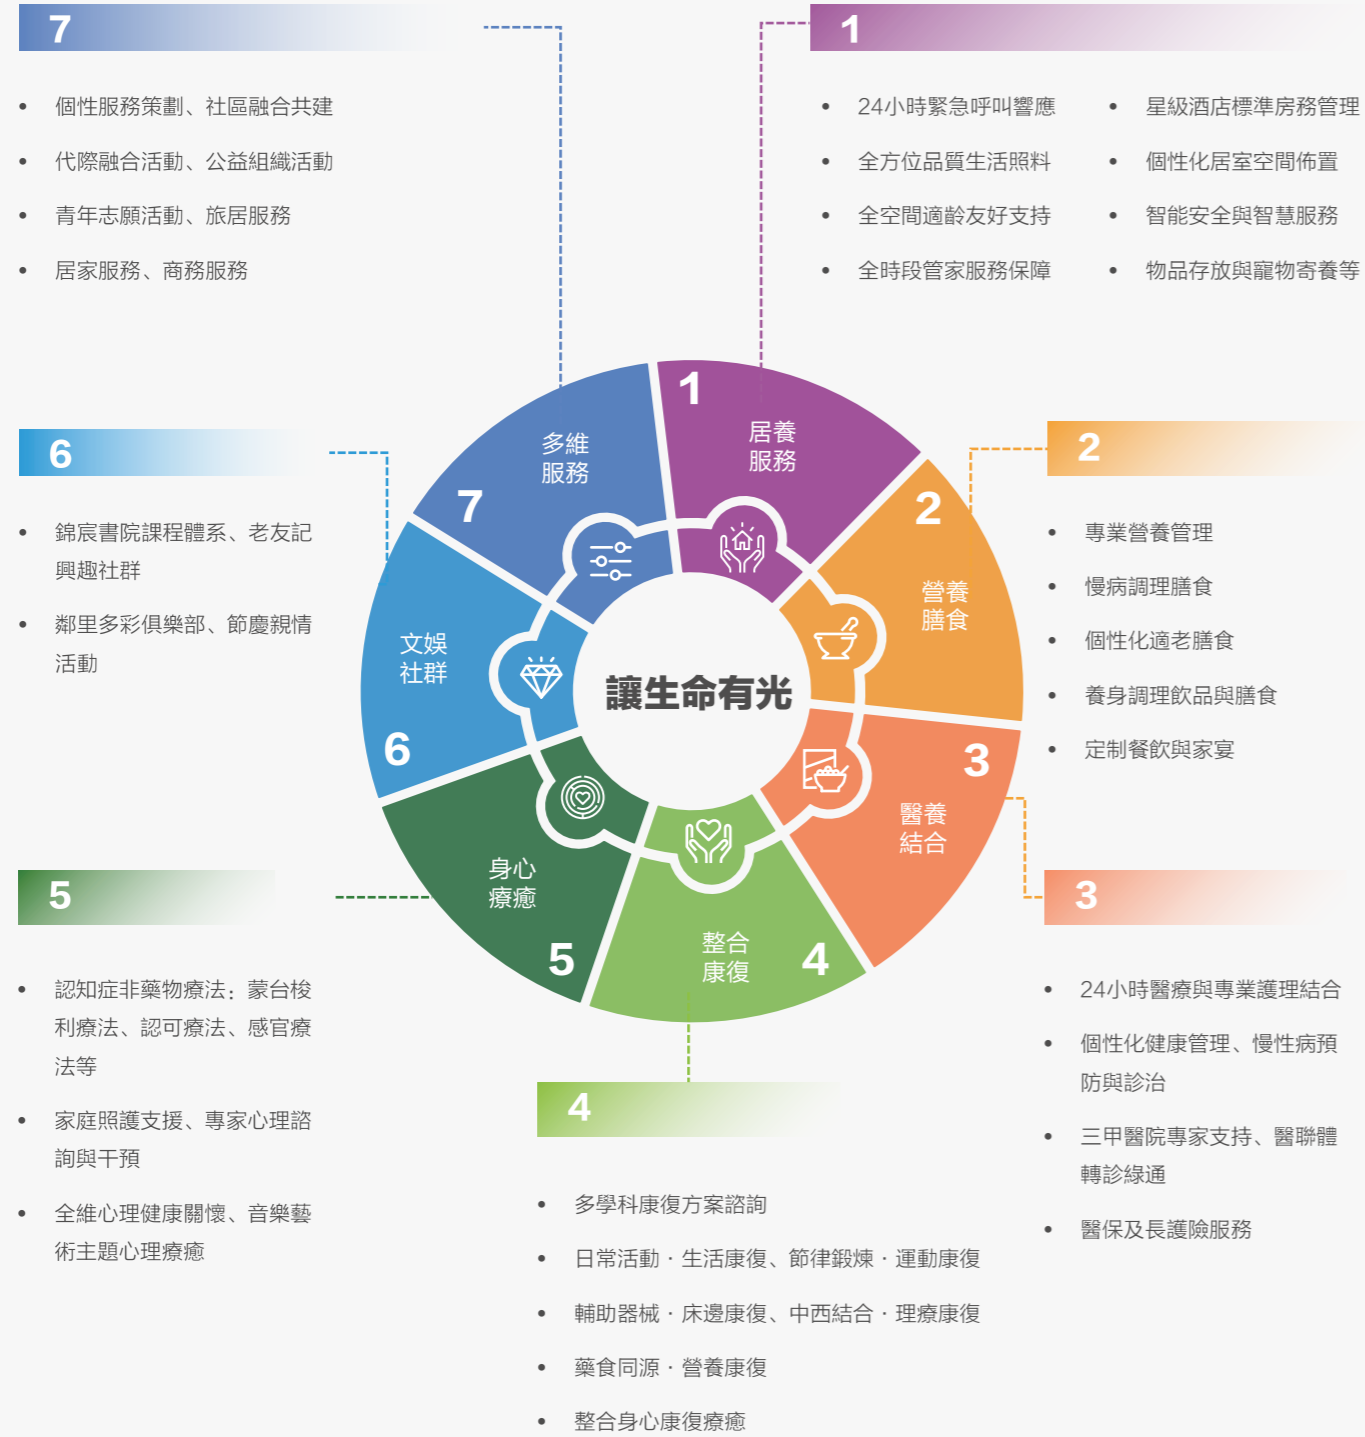 7
個性服務策劃、社區融合共建
代際融合活動、公益組織活動
青年志願活動、旅居服務
居家服務、商務服務
1
24小時緊急呼叫響應
全方位品質生活照料
全空間適齡友好支持
全時段管家服務保障
星級酒店標準房務管理
個性化居室空間佈置
智能安全與智慧服務
物品存放與寵物寄養等
6
錦宸書院課程體系、老友記
興趣社群
鄰里多彩俱樂部、節慶親情
活動
2
專業營養管理
慢病調理膳食
個性化適老膳食
養身調理飲品與膳食
定制餐飲與家宴
1
居養
服務
2
營養
膳食
3
醫養
結合
4
整合
康復
5
身心
療癒
6
文娛
社群
7
多維
服務
讓生命有光
5
認知症非藥物療法：蒙台梭
利療法、認可療法、感官療
法等
家庭照護支援、專家心理諮
詢與干預
全維心理健康關懷、音樂藝
術主題心理療癒
3
24小時醫療與專業護理結合
個性化健康管理、慢性病預
防與診治
三甲醫院專家支持、醫聯體
轉診綠通
醫保及長護險服務
4
多學科康復方案諮詢
日常活動·生活康復、節律鍛煉·運動康復
輔助器械·床邊康復、中西結合·理療康復
藥食同源·營養康復
整合身心康復療癒